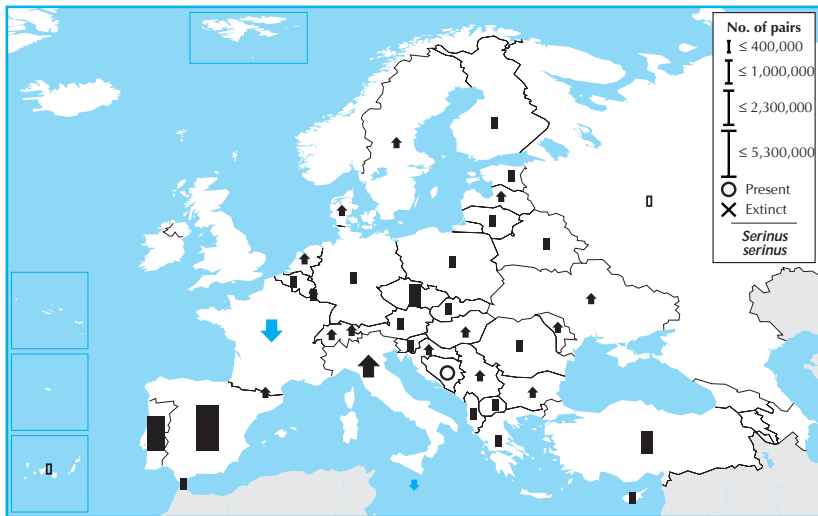 No. of pairs
≤ 400,000
≤ 1,000,000
≤ 2,300,000
≤ 5,300,000
Present
Extinct
Serinus
serinus